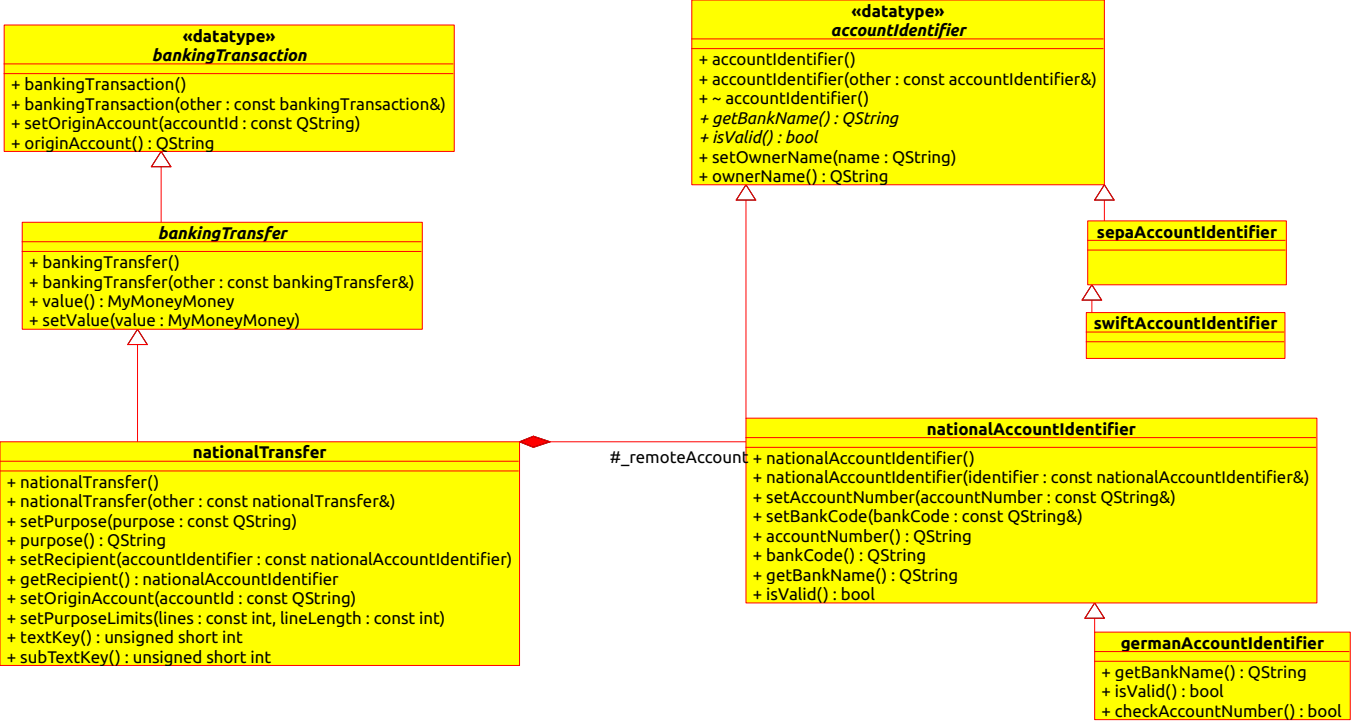 «datatype»
bankingTransaction
+ bankingTransaction()
+ bankingTransaction(other : const bankingTransaction&)
+ setOriginAccount(accountId : const QString)
+ originAccount() : QString
«datatype»
accountIdentifier
+ accountIdentifier()
+ accountIdentifier(other : const accountIdentifier&)
+ ~ accountIdentifier()
+ getBankName() : QString
+ isValid() : bool
+ setOwnerName(name : QString)
+ ownerName() : QString
bankingTransfer
+ bankingTransfer()
+ bankingTransfer(other : const bankingTransfer&)
+ value() : MyMoneyMoney
+ setValue(value : MyMoneyMoney)
sepaAccountIdentifier
swiftAccountIdentifier
nationalTransfer
+ nationalTransfer()
+ nationalTransfer(other : const nationalTransfer&)
+ setPurpose(purpose : const QString)
+ purpose() : QString
+ setRecipient(accountIdentifier : const nationalAccountIdentifier)
+ getRecipient() : nationalAccountIdentifier
+ setOriginAccount(accountId : const QString)
+ setPurposeLimits(lines : const int, lineLength : const int)
+ textKey() : unsigned short int
+ subTextKey() : unsigned short int
#_remoteAccount
nationalAccountIdentifier
+ nationalAccountIdentifier()
+ nationalAccountIdentifier(identifier : const nationalAccountIdentifier&)
+ setAccountNumber(accountNumber : const QString&)
+ setBankCode(bankCode : const QString&)
+ accountNumber() : QString
+ bankCode() : QString
+ getBankName() : QString
+ isValid() : bool
germanAccountIdentifier
+ getBankName() : QString
+ isValid() : bool
+ checkAccountNumber() : bool